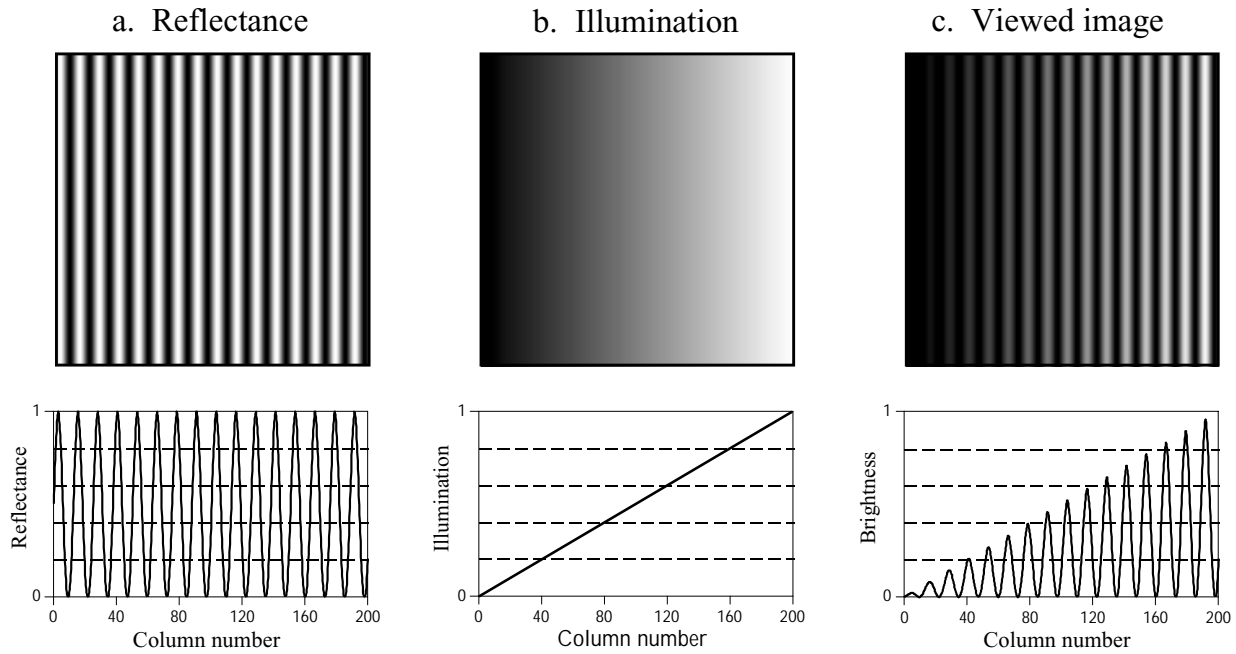 a. Reflectance
b. Illumination
c. Viewed image
1
Reflectance
0
0 40 80 120 160 200
Column number
1
Illumination
0
0 40 80 120 160 200
Column number
1
Brightness
0
0 40 80 120 160 200
Column number